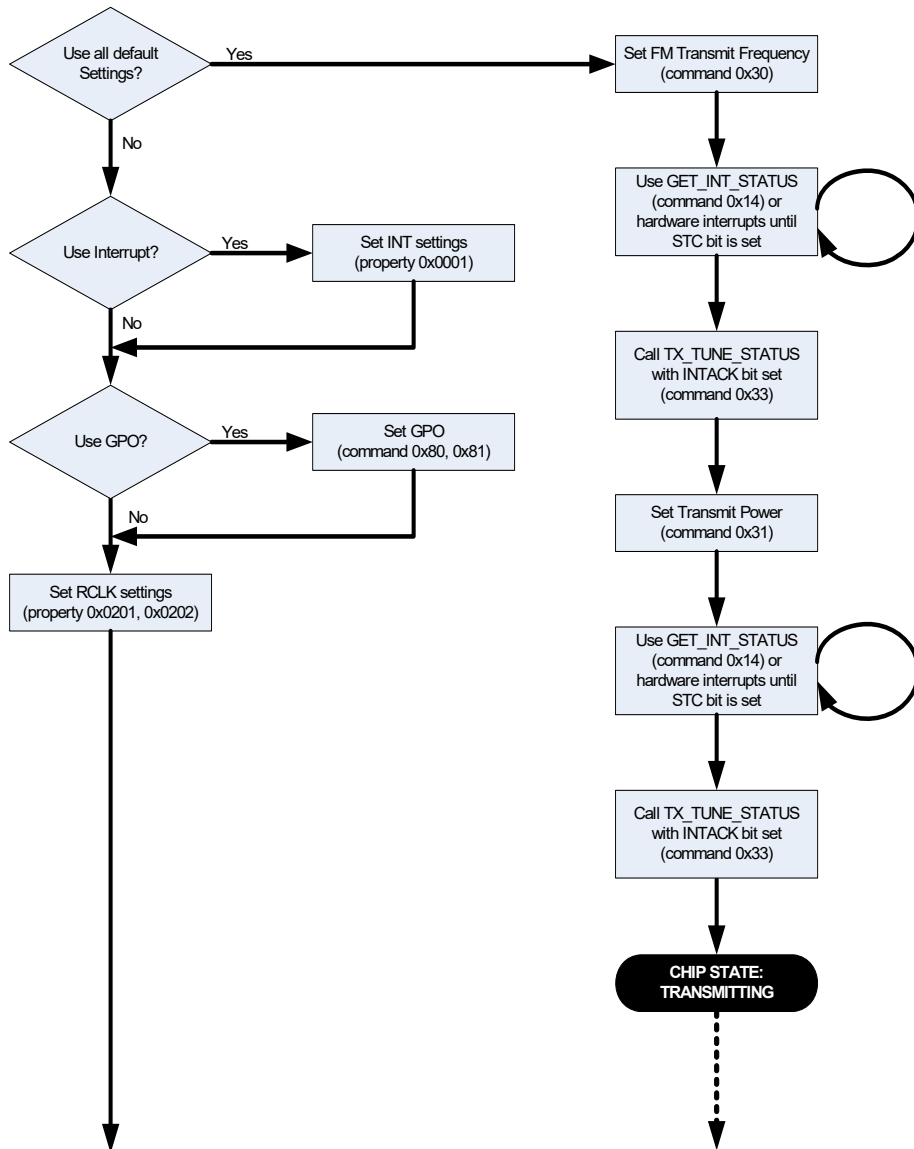 Use all default
Settings?
Yes
No
Use Interrupt?
Yes
Set INT settings
(property 0x0001)
No
Use GPO?
Yes
Set GPO
(command 0x80, 0x81)
No
Set RCLK settings
(property 0x0201, 0x0202)
Set FM Transmit Frequency
(command 0x30)
Use GET_INT_STATUS
(command 0x14) or
hardware interrupts until
STC bit is set
Call TX_TUNE_STATUS
with INTACK bit set
(command 0x33)
Set Transmit Power
(command 0x31)
Use GET_INT_STATUS
(command 0x14) or
hardware interrupts until
STC bit is set
Call TX_TUNE_STATUS
with INTACK bit set
(command 0x33)
CHIP STATE:
TRANSMITTING